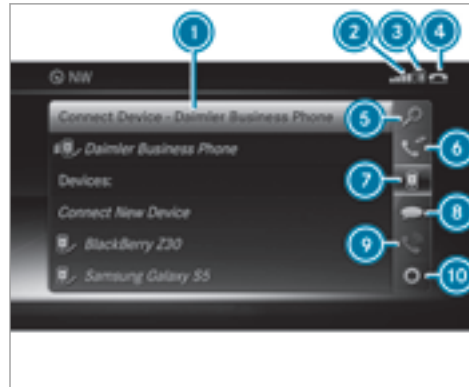 1
2
3
4
NW
Connect Device - Daimler Business Phone
5
Daimler Business Phone
6
Devices:
7
Connect New Device
8
BlackBerry Z30
9
Samsung Galaxy S5
10